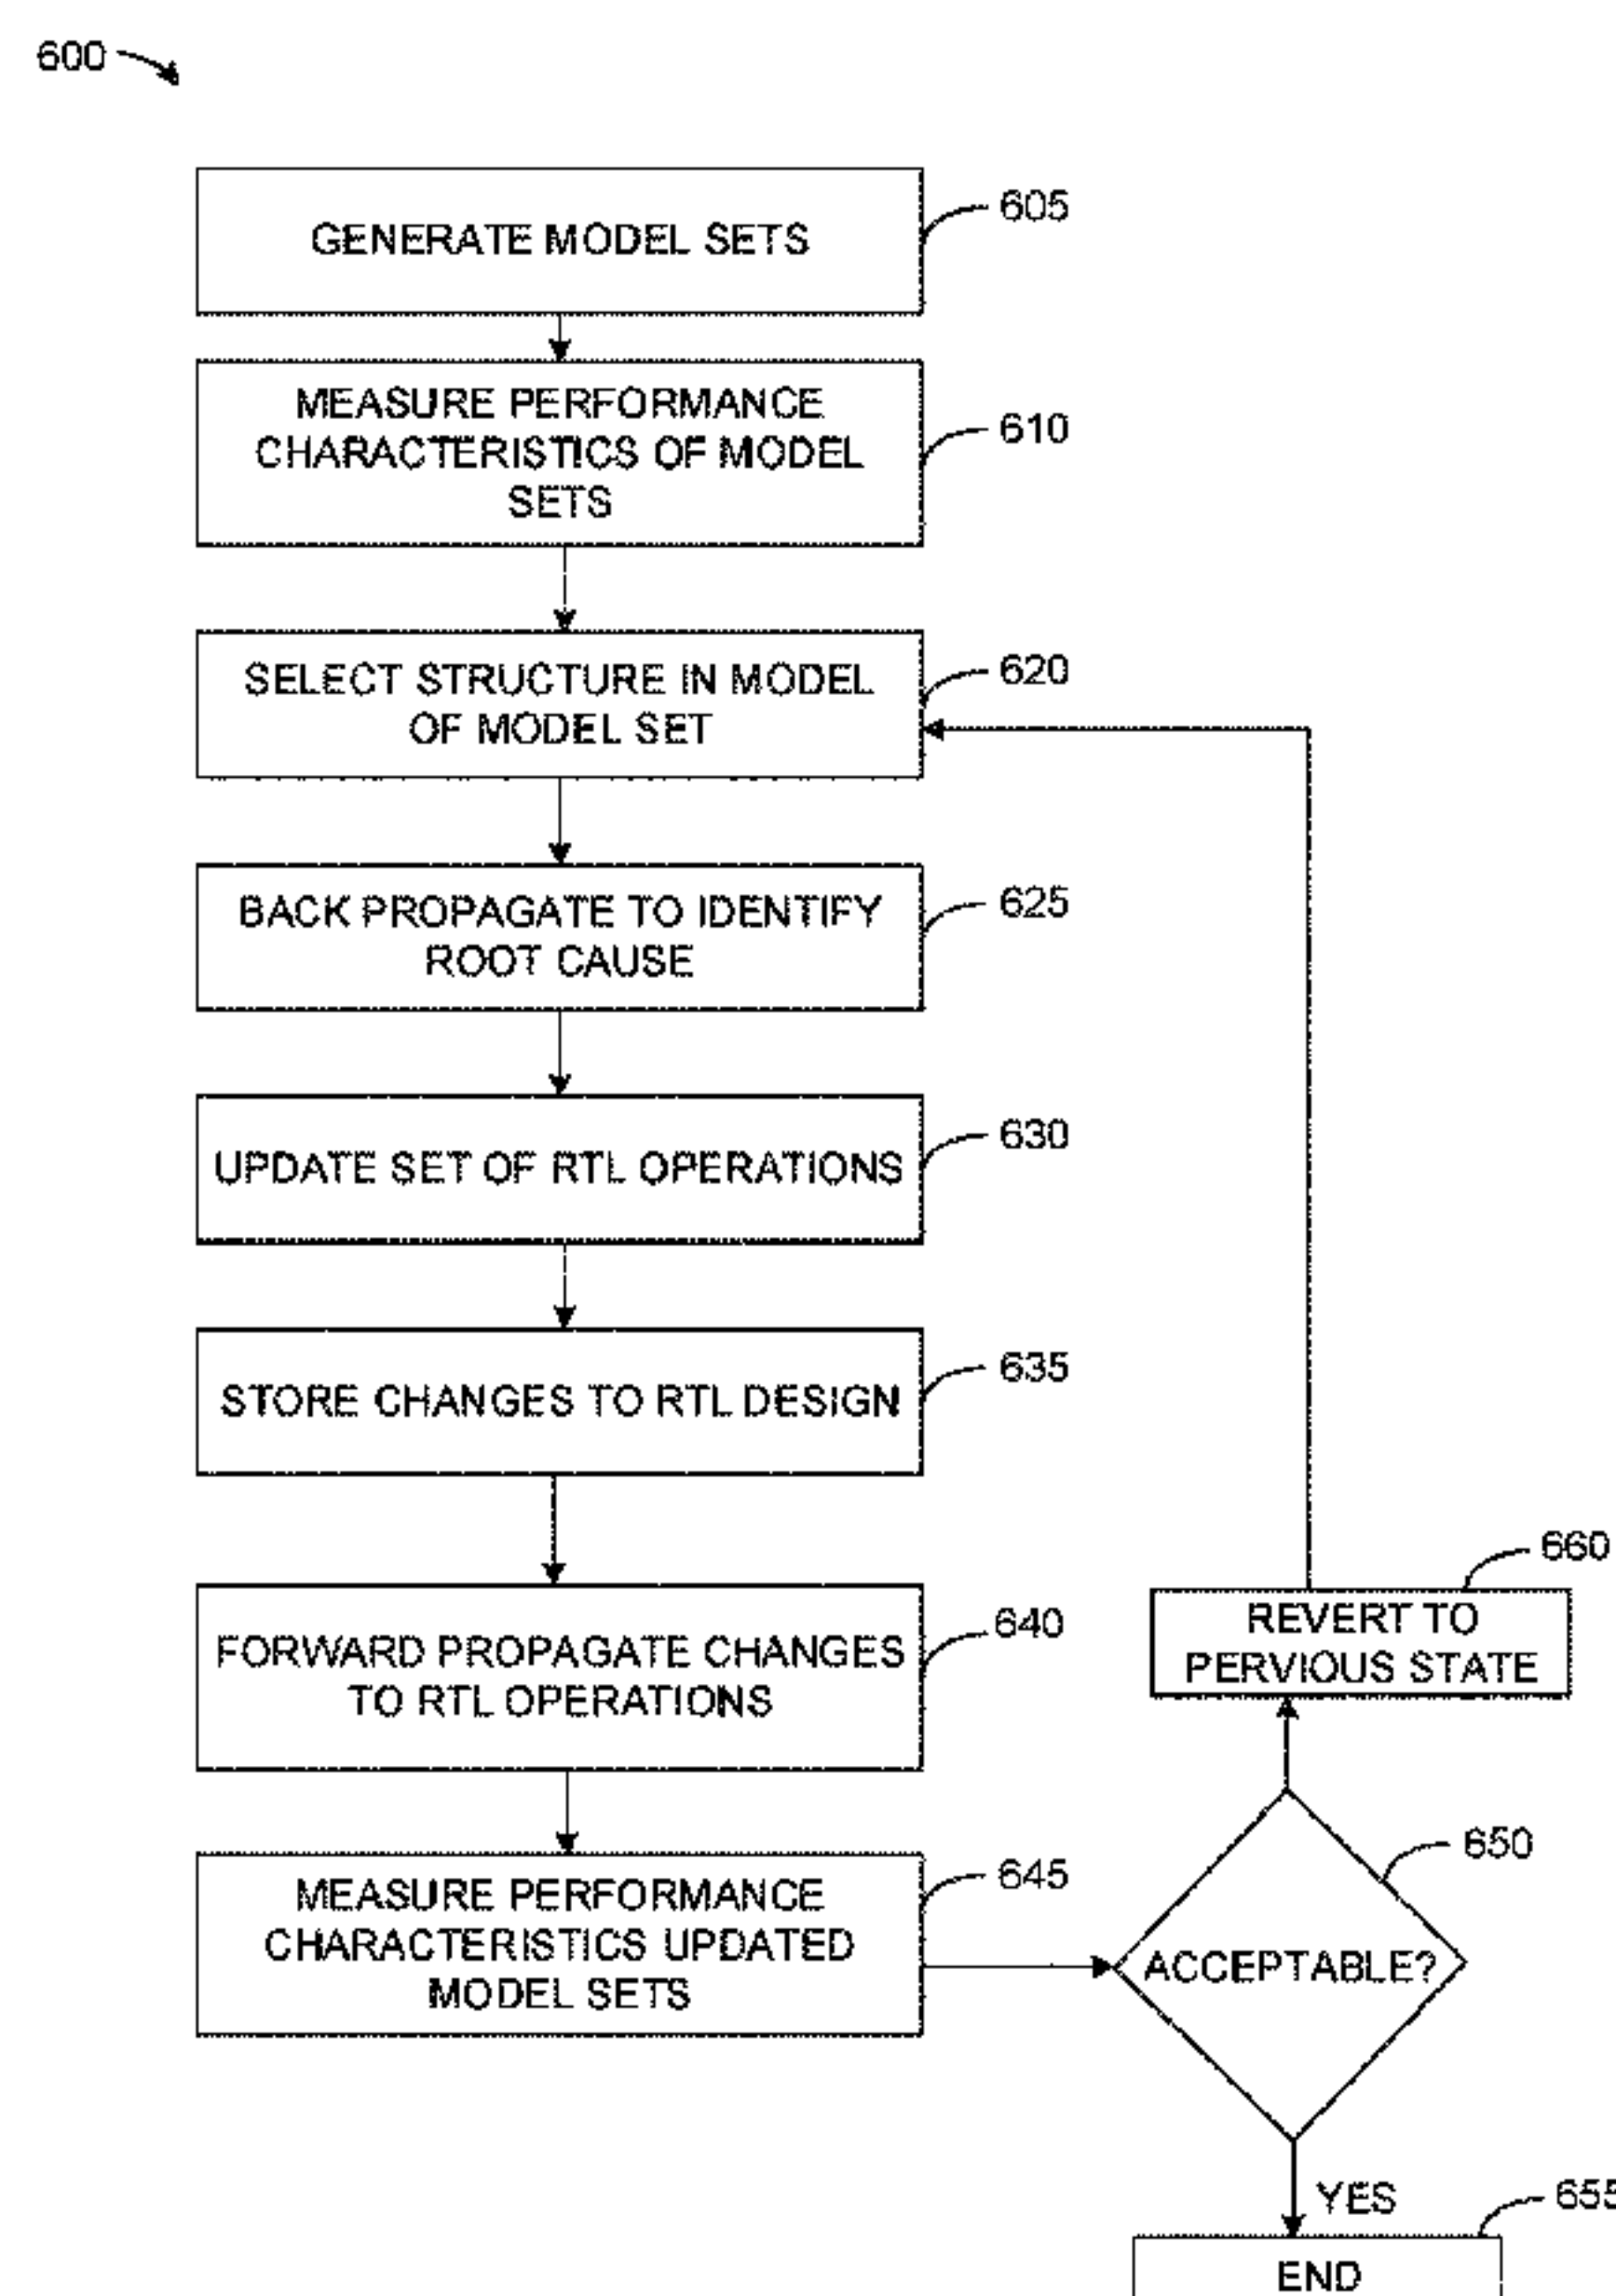 600
GENERATE MODEL SETS
605
MEASURE PERFORMANCE
CHARACTERISTICS OF MODEL
SETS
610
SELECT STRUCTURE IN MODEL
OF MODEL SET
620
BACK PROPAGATE TO IDENTIFY
ROOT CAUSE
625
UPDATE SET OF RTL OPERATIONS
630
STORE CHANGES TO RTL DESIGN
635
FORWARD PROPAGATE CHANGES
TO RTL OPERATIONS
640
MEASURE PERFORMANCE
CHARACTERISTICS UPDATED
MODEL SETS
645
660
REVERT TO
PERVIOUS STATE
650
ACCEPTABLE?
YES
655
END